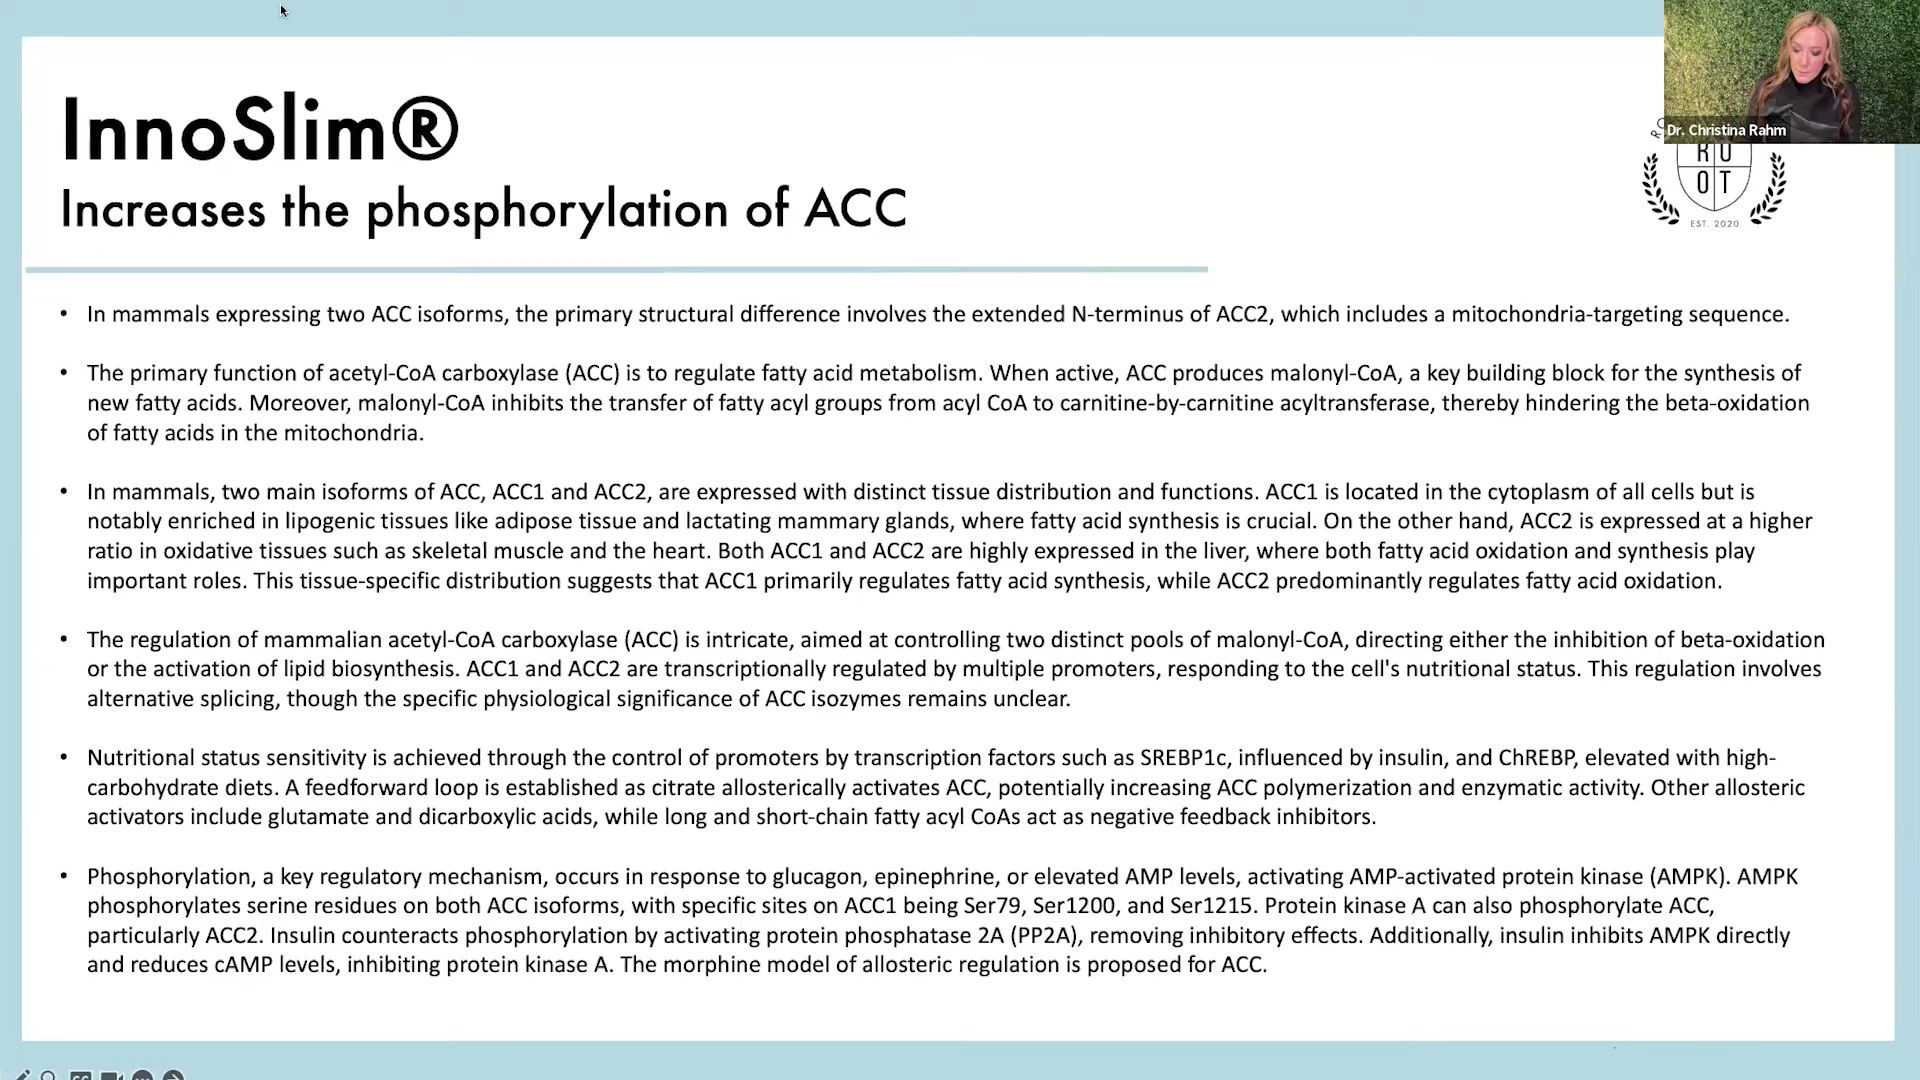 InnoSlim®
Increases the phosphorylation of ACC
Dr. Christina Rahm
R O
O T
EST. 2020
• In mammals expressing two ACC isoforms, the primary structural difference involves the extended N-terminus of ACC2, which includes a mitochondria-targeting sequence.
• The primary function of acetyl-CoA carboxylase (ACC) is to regulate fatty acid metabolism. When active, ACC produces malonyl-CoA, a key building block for the synthesis of
new fatty acids. Moreover, malonyl-CoA inhibits the transfer of fatty acyl groups from acyl CoA to carnitine-by-carnitine acyltransferase, thereby hindering the beta-oxidation
of fatty acids in the mitochondria.
• In mammals, two main isoforms of ACC, ACC1 and ACC2, are expressed with distinct tissue distribution and functions. ACC1 is located in the cytoplasm of all cells but is
notably enriched in lipogenic tissues like adipose tissue and lactating mammary glands, where fatty acid synthesis is crucial. On the other hand, ACC2 is expressed at a higher
ratio in oxidative tissues such as skeletal muscle and the heart. Both ACC1 and ACC2 are highly expressed in the liver, where both fatty acid oxidation and synthesis play
important roles. This tissue-specific distribution suggests that ACC1 primarily regulates fatty acid synthesis, while ACC2 predominantly regulates fatty acid oxidation.
• The regulation of mammalian acetyl-CoA carboxylase (ACC) is intricate, aimed at controlling two distinct pools of malonyl-CoA, directing either the inhibition of beta-oxidation
or the activation of lipid biosynthesis. ACC1 and ACC2 are transcriptionally regulated by multiple promoters, responding to the cell's nutritional status. This regulation involves
alternative splicing, though the specific physiological significance of ACC isozymes remains unclear.
• Nutritional status sensitivity is achieved through the control of promoters by transcription factors such as SREBP1c, influenced by insulin, and ChREBP, elevated with high-
carbohydrate diets. A feedforward loop is established as citrate allosterically activates ACC, potentially increasing ACC polymerization and enzymatic activity. Other allosteric
activators include glutamate and dicarboxylic acids, while long and short-chain fatty acyl CoAs act as negative feedback inhibitors.
• Phosphorylation, a key regulatory mechanism, occurs in response to glucagon, epinephrine, or elevated AMP levels, activating AMP-activated protein kinase (AMPK). AMPK
phosphorylates serine residues on both ACC isoforms, with specific sites on ACC1 being Ser79, Ser1200, and Ser1215. Protein kinase A can also phosphorylate ACC,
particularly ACC2. Insulin counteracts phosphorylation by activating protein phosphatase 2A (PP2A), removing inhibitory effects. Additionally, insulin inhibits AMPK directly
and reduces cAMP levels, inhibiting protein kinase A. The morphine model of allosteric regulation is proposed for ACC.